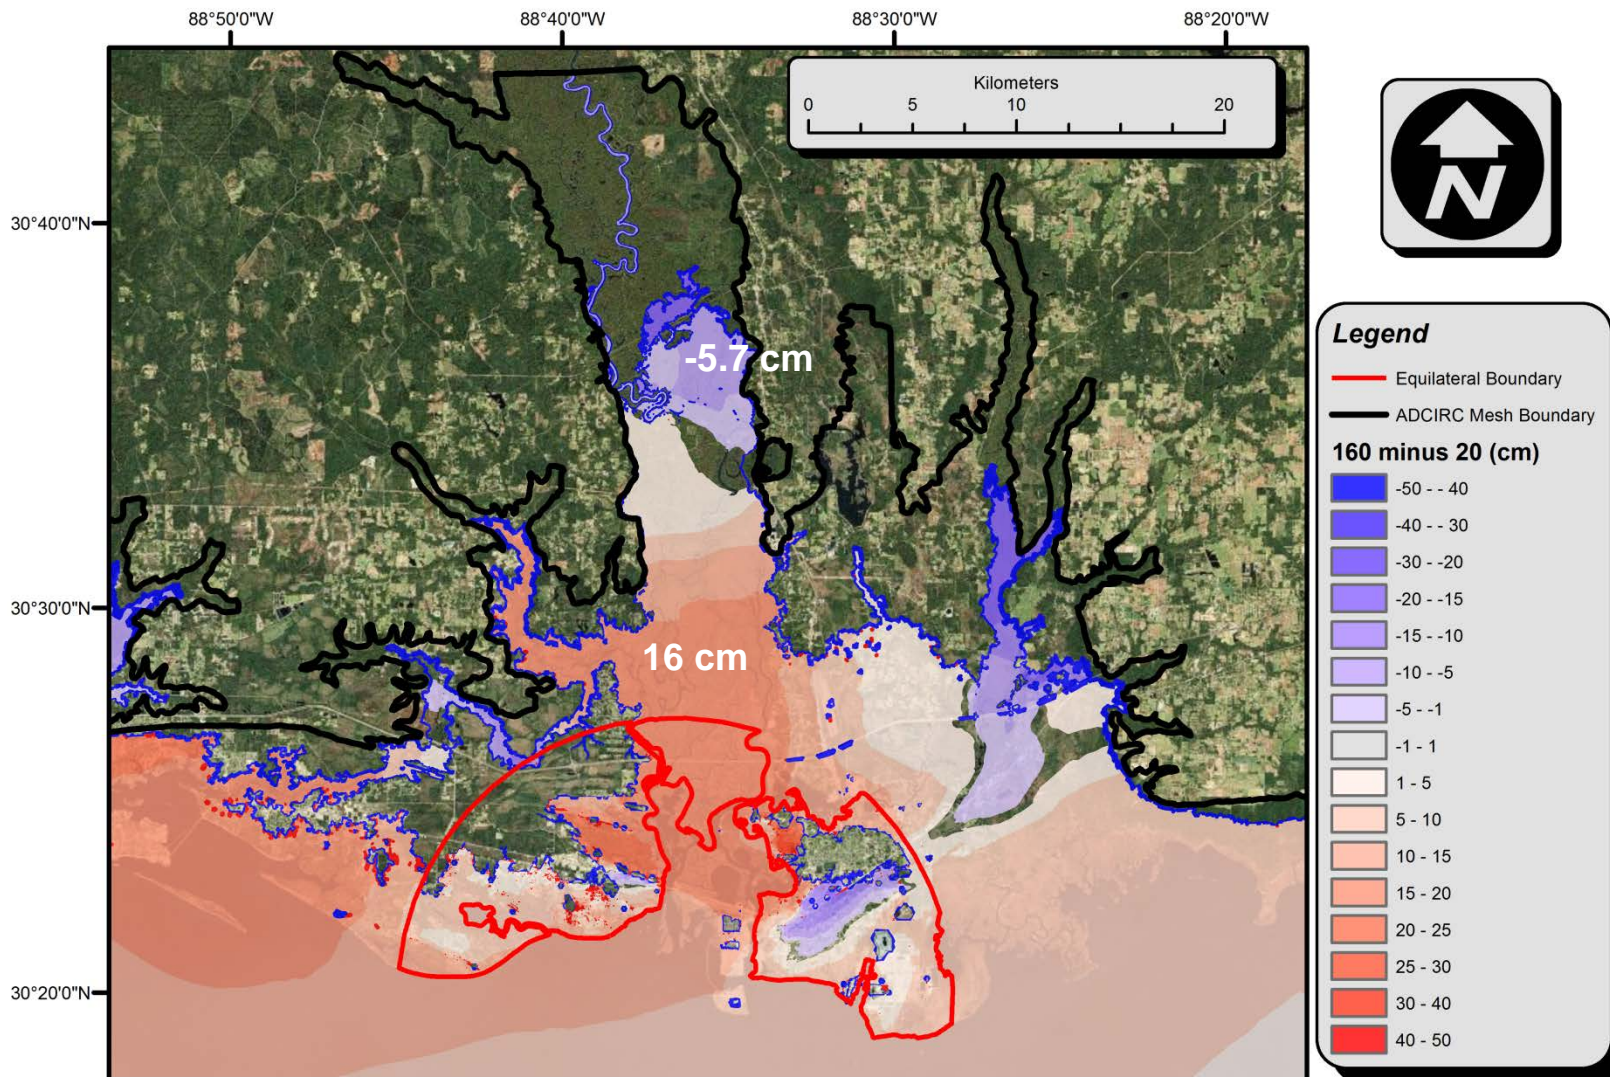 88°50'0"W
88°40'0"W
88°30'0"W
88°20'0"W
Kilometers
0 5 10 20
N
30°40'0"N
30°30'0"N
30°20'0"N
-5.7 cm
16 cm
Legend
Equilateral Boundary
ADCIRC Mesh Boundary
160 minus 20 (cm)
-50 - -40
-40 - -30
-30 - -20
-20 - -15
-15 - -10
-10 - -5
-5 - -1
-1 - 1
1 - 5
5 - 10
10 - 15
15 - 20
20 - 25
25 - 30
30 - 40
40 - 50